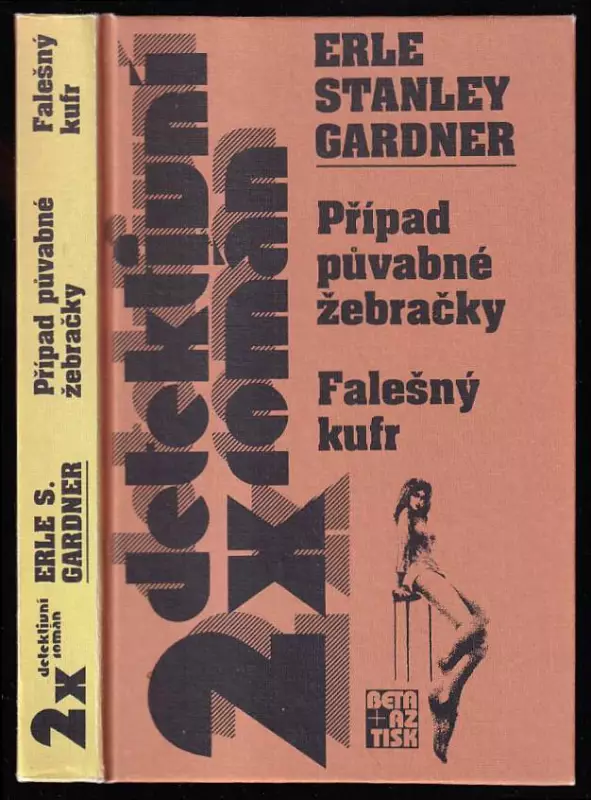 ERLE
STANLEY
GARDNER
Případ
půvabné
žebračky
Falešný
kufr
2x detektivní
román
BETA
+AZ
TISK
2x detektivní
román
ERLE S.
GARDNER
Případ půvabné
žebračky
Falešný
kufr